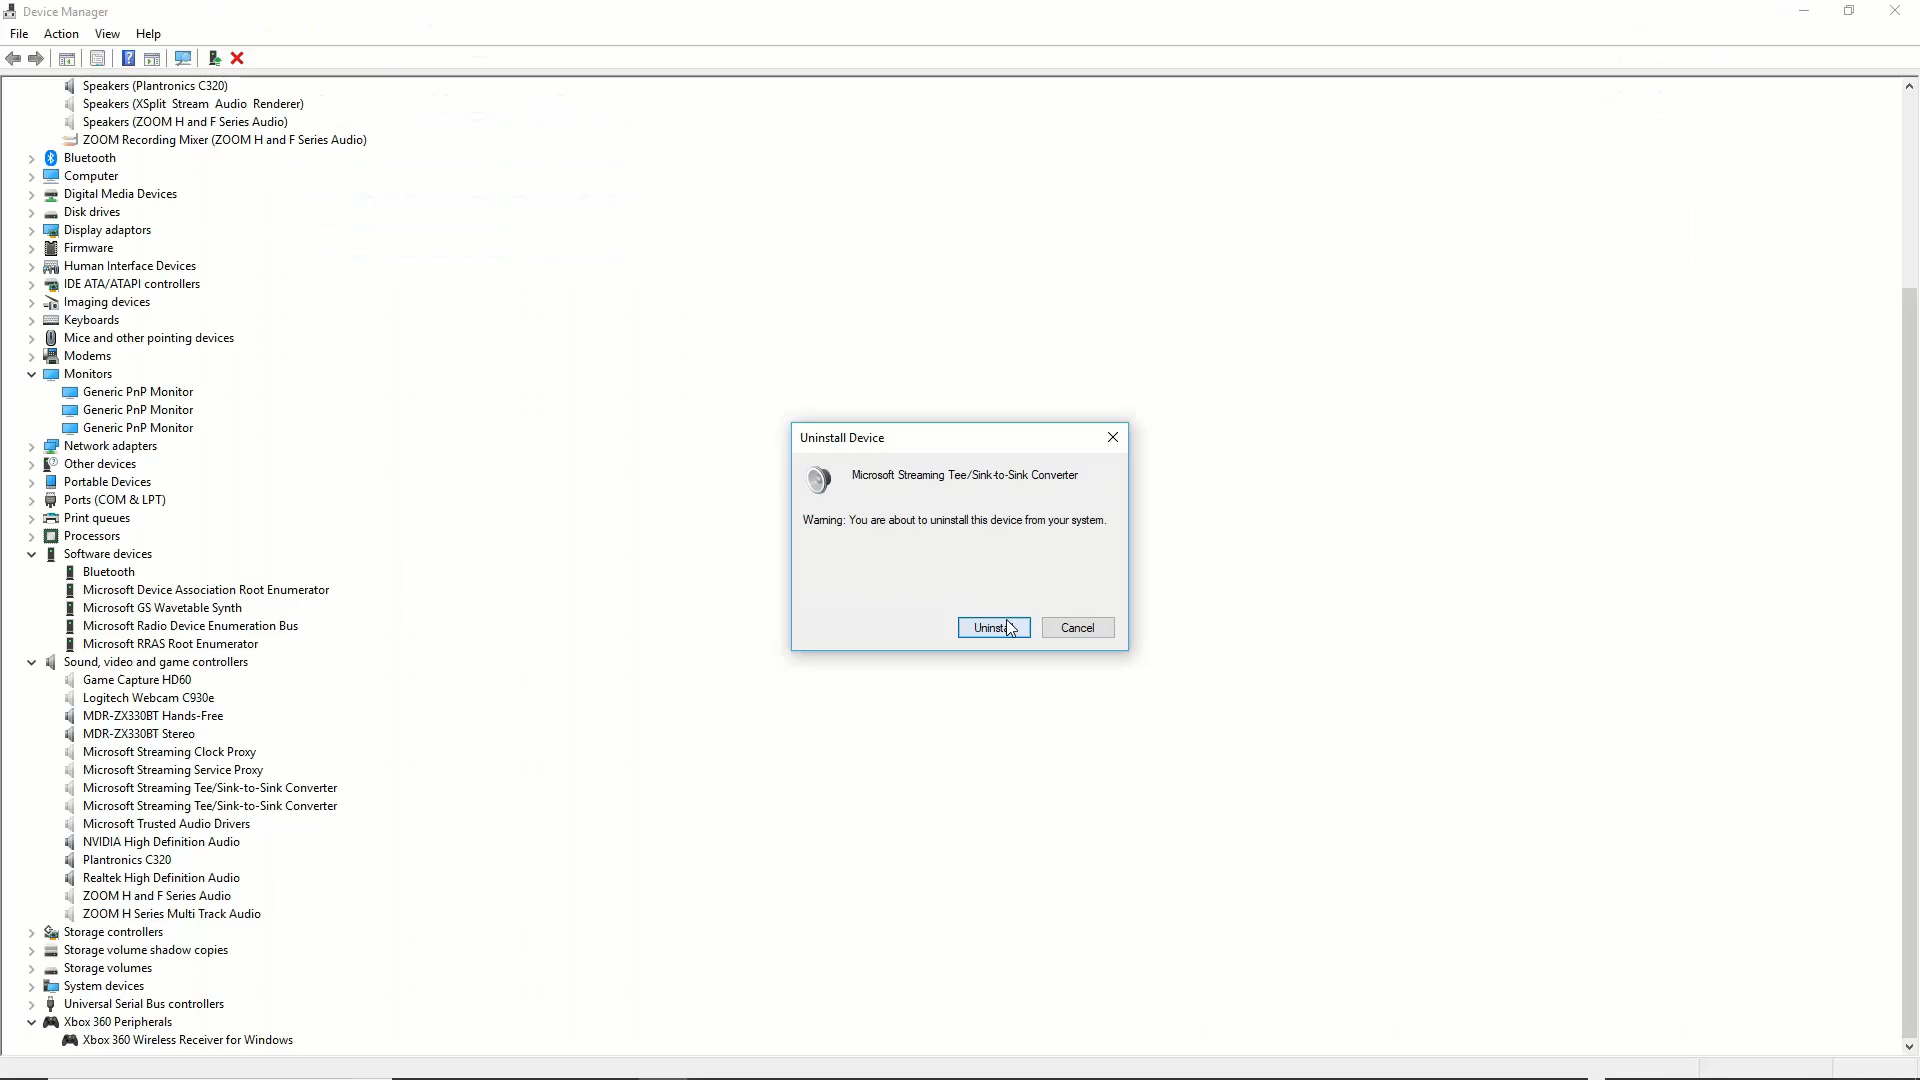 Device Manager
File Action View Help
Speakers (Plantronics C320)
Speakers (XSplit Stream Audio Renderer)
Speakers (ZOOM H and F Series Audio)
ZOOM Recording Mixer (ZOOM H and F Series Audio)
Bluetooth
Computer
Digital Media Devices
Disk drives
Display adaptors
Firmware
Human Interface Devices
IDE ATA/ATAPI controllers
Imaging devices
Keyboards
Mice and other pointing devices
Modems
Monitors
Generic PnP Monitor
Generic PnP Monitor
Generic PnP Monitor
Network adapters
Other devices
Portable Devices
Ports (COM & LPT)
Print queues
Processors
Software devices
Bluetooth
Microsoft Device Association Root Enumerator
Microsoft GS Wavetable Synth
Microsoft Radio Device Enumeration Bus
Microsoft RRAS Root Enumerator
Sound, video and game controllers
Game Capture HD60
Logitech Webcam C930e
MDR-ZX330BT Hands-Free
MDR-ZX330BT Stereo
Microsoft Streaming Clock Proxy
Microsoft Streaming Service Proxy
Microsoft Streaming Tee/Sink-to-Sink Converter
Microsoft Streaming Tee/Sink-to-Sink Converter
Microsoft Trusted Audio Drivers
NVIDIA High Definition Audio
Plantronics C320
Realtek High Definition Audio
ZOOM H and F Series Audio
ZOOM H Series Multi Track Audio
Storage controllers
Storage volume shadow copies
Storage volumes
System devices
Universal Serial Bus controllers
Xbox 360 Peripherals
Xbox 360 Wireless Receiver for Windows
Uninstall Device
Microsoft Streaming Tee/Sink-to-Sink Converter
Warning: You are about to uninstall this device from your system.
Uninstall Cancel